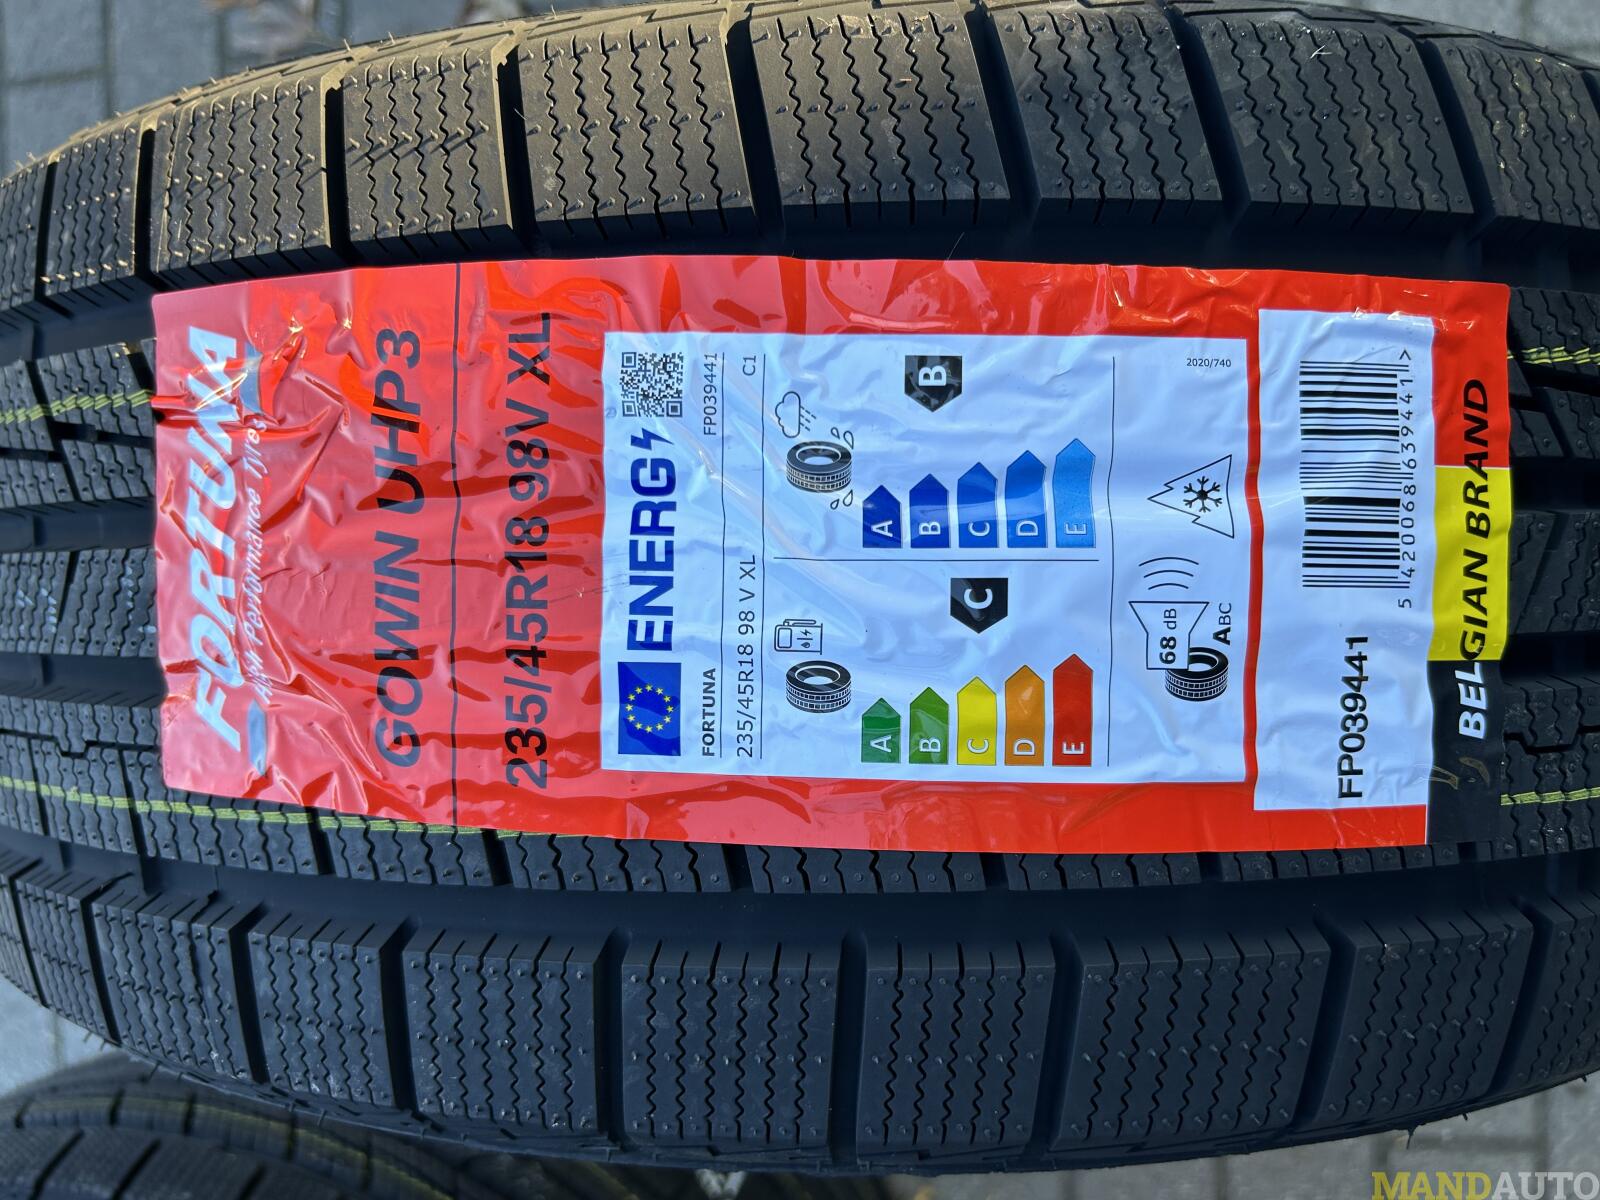 FORTUNA
High Performance Tyres
GOWIN UHP3
235/45R18 98V XL
ENERG
FORTUNA
FP039441
235/45R18 98 V XL
C1
A
B
C
D
E
C
A
B
C
D
E
B
68 dB
ABC
2020/740
5 420068 639441 >
FP039441
BELGIAN BRAND
MANDAUTO